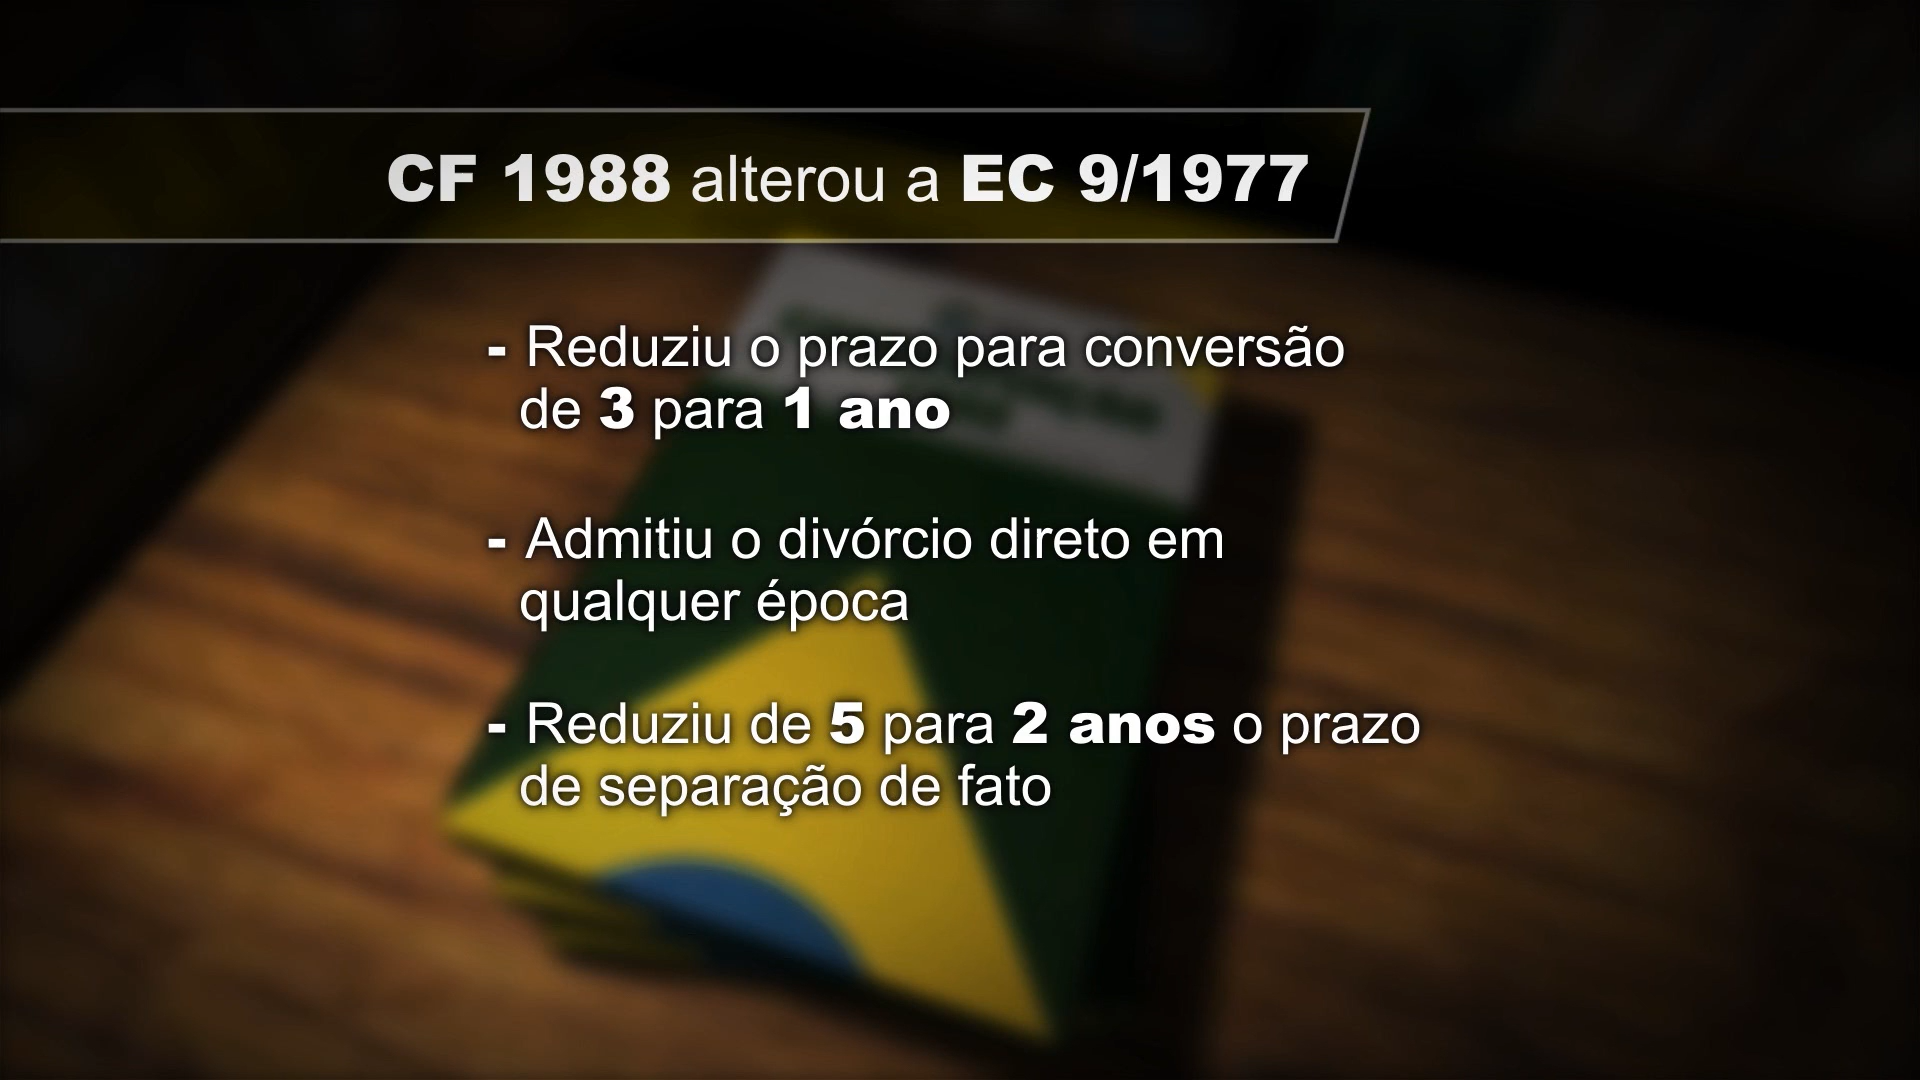 CF 1988 alterou a EC 9/1977
- Reduziu o prazo para conversão
de 3 para 1 ano
- Admitiu o divórcio direto em
qualquer época
- Reduziu de 5 para 2 anos o prazo
de separação de fato